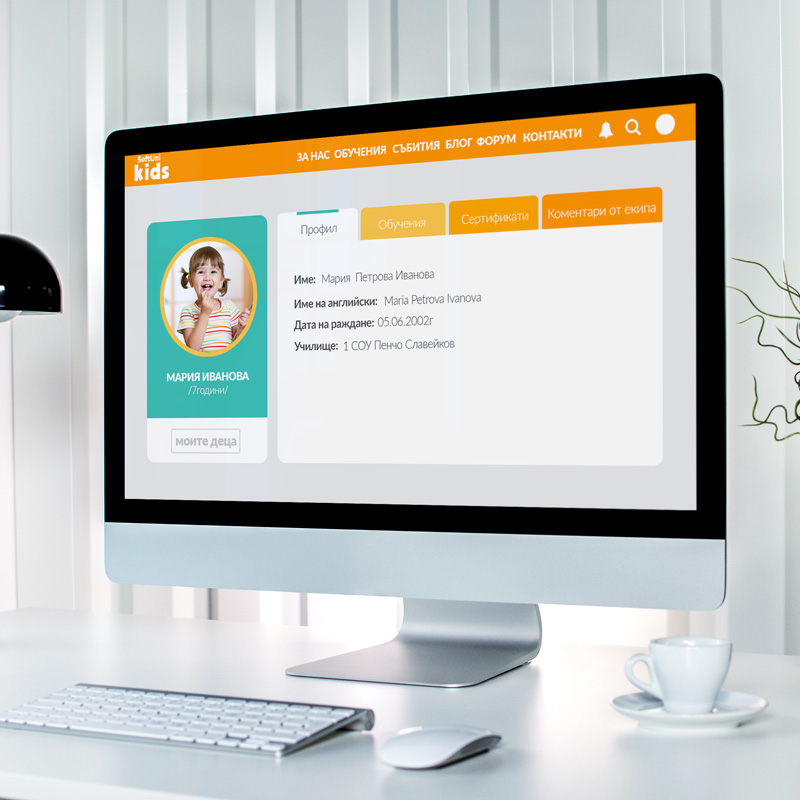 SoftUni
kids
ЗА НАС ОБУЧЕНИЯ СЪБИТИЯ БЛОГ ФОРУМ КОНТАКТИ
Профил
Обучения
Сертификати
Коментари от екипа
МАРИЯ ИВАНОВА
/7години/
моите деца
Име: Мария Петрова Иванова
Име на английски: Maria Petrova Ivanova
Дата на раждане: 05.06.2002г
Училище: 1 СОУ Пенчо Славейков